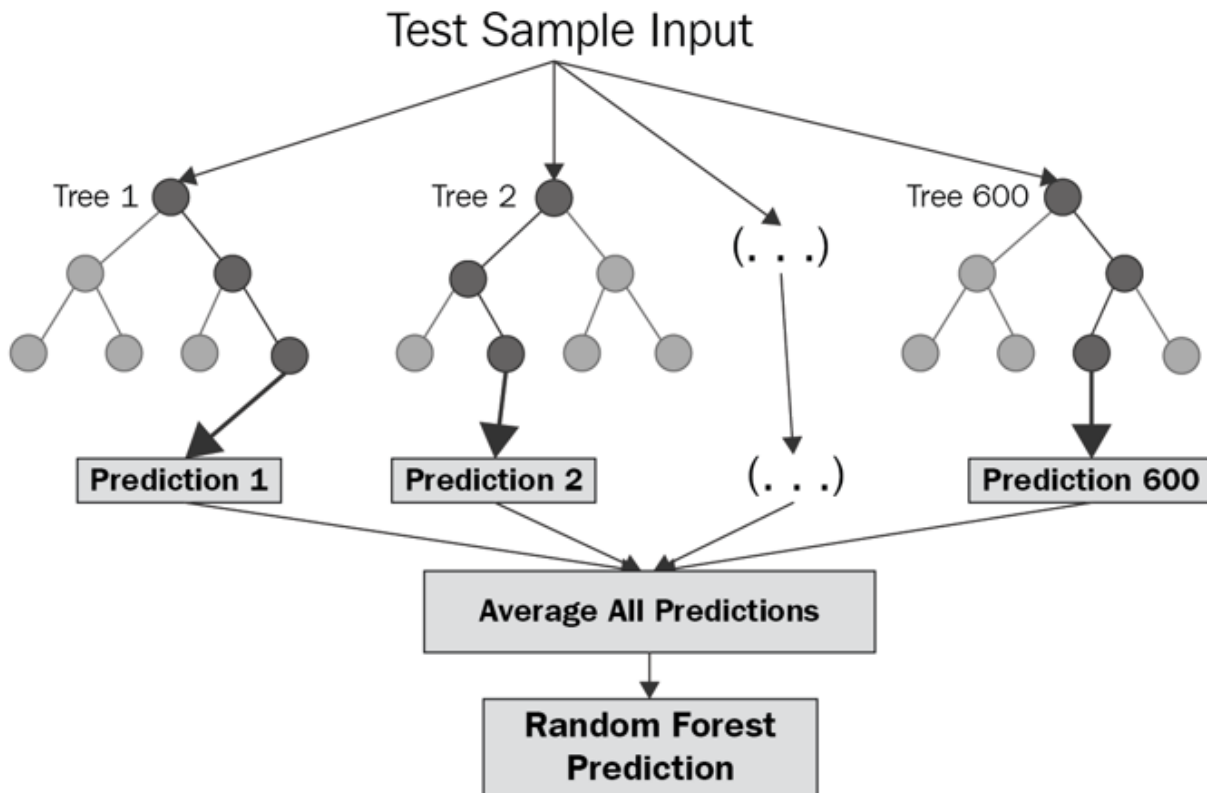 Test Sample Input
Tree 1
Tree 2
Tree 600
(. . .)
Prediction 1
Prediction 2
(. . .)
Prediction 600
Average All Predictions
Random Forest
Prediction